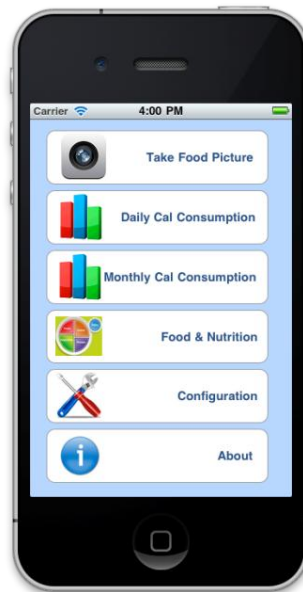 Carrier 4:00 PM
Take Food Picture
Daily Cal Consumption
Monthly Cal Consumption
Food & Nutrition
Configuration
About